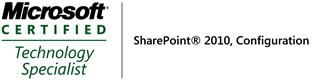 Microsoft®
CERTIFIED
Technology
Specialist
SharePoint® 2010, Configuration